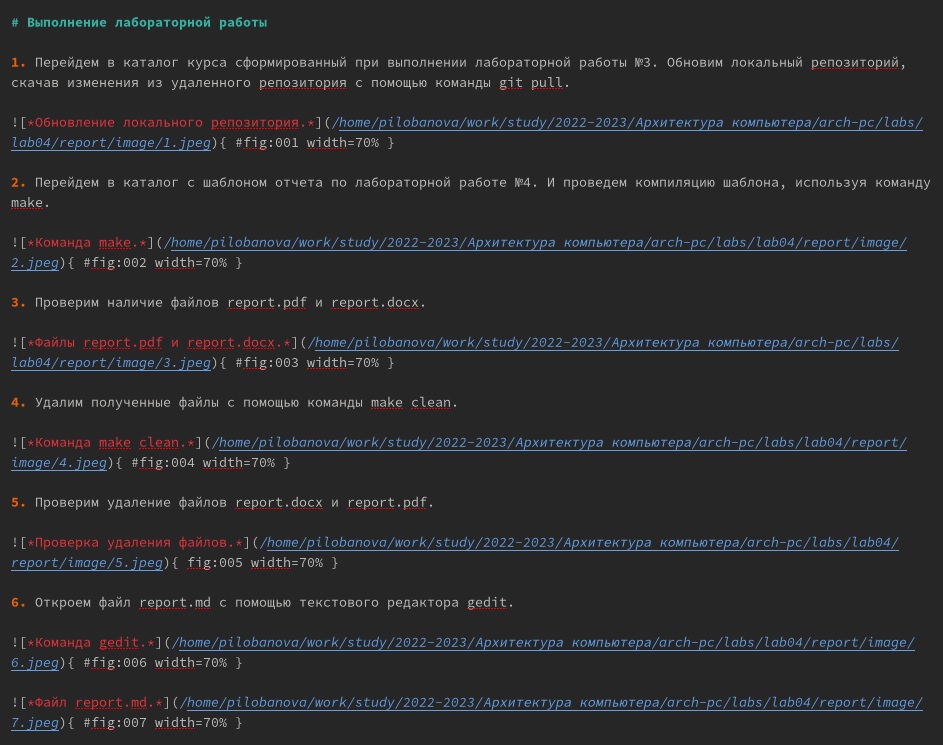 # Выполнение лабораторной работы
1. Перейдем в каталог курса сформированный при выполнении лабораторной работы №3. Обновим локальный репозиторий,
скачав изменения из удаленного репозитория с помощью команды git pull.
![*Обновление локального репозитория.*](/home/pilobanova/work/study/2022-2023/Архитектура компьютера/arch-pc/labs/
lab04/report/image/1.jpeg){ #fig:001 width=70% }
2. Перейдем в каталог с шаблоном отчета по лабораторной работе №4. И проведем компиляцию шаблона, используя команду
make.
![*Команда make.*](/home/pilobanova/work/study/2022-2023/Архитектура компьютера/arch-pc/labs/lab04/report/image/
2.jpeg){ #fig:002 width=70% }
3. Проверим наличие файлов report.pdf и report.docx.
![*Файлы report.pdf и report.docx.*](/home/pilobanova/work/study/2022-2023/Архитектура компьютера/arch-pc/labs/
lab04/report/image/3.jpeg){ #fig:003 width=70% }
4. Удалим полученные файлы с помощью команды make clean.
![*Команда make clean.*](/home/pilobanova/work/study/2022-2023/Архитектура компьютера/arch-pc/labs/lab04/report/
image/4.jpeg){ #fig:004 width=70% }
5. Проверим удаление файлов report.docx и report.pdf.
![*Проверка удаления файлов.*](/home/pilobanova/work/study/2022-2023/Архитектура компьютера/arch-pc/labs/lab04/
report/image/5.jpeg){ fig:005 width=70% }
6. Откроем файл report.md с помощью текстового редактора gedit.
![*Команда gedit.*](/home/pilobanova/work/study/2022-2023/Архитектура компьютера/arch-pc/labs/lab04/report/image/
6.jpeg){ #fig:006 width=70% }
![*Файл report.md.*](/home/pilobanova/work/study/2022-2023/Архитектура компьютера/arch-pc/labs/lab04/report/image/
7.jpeg){ #fig:007 width=70% }